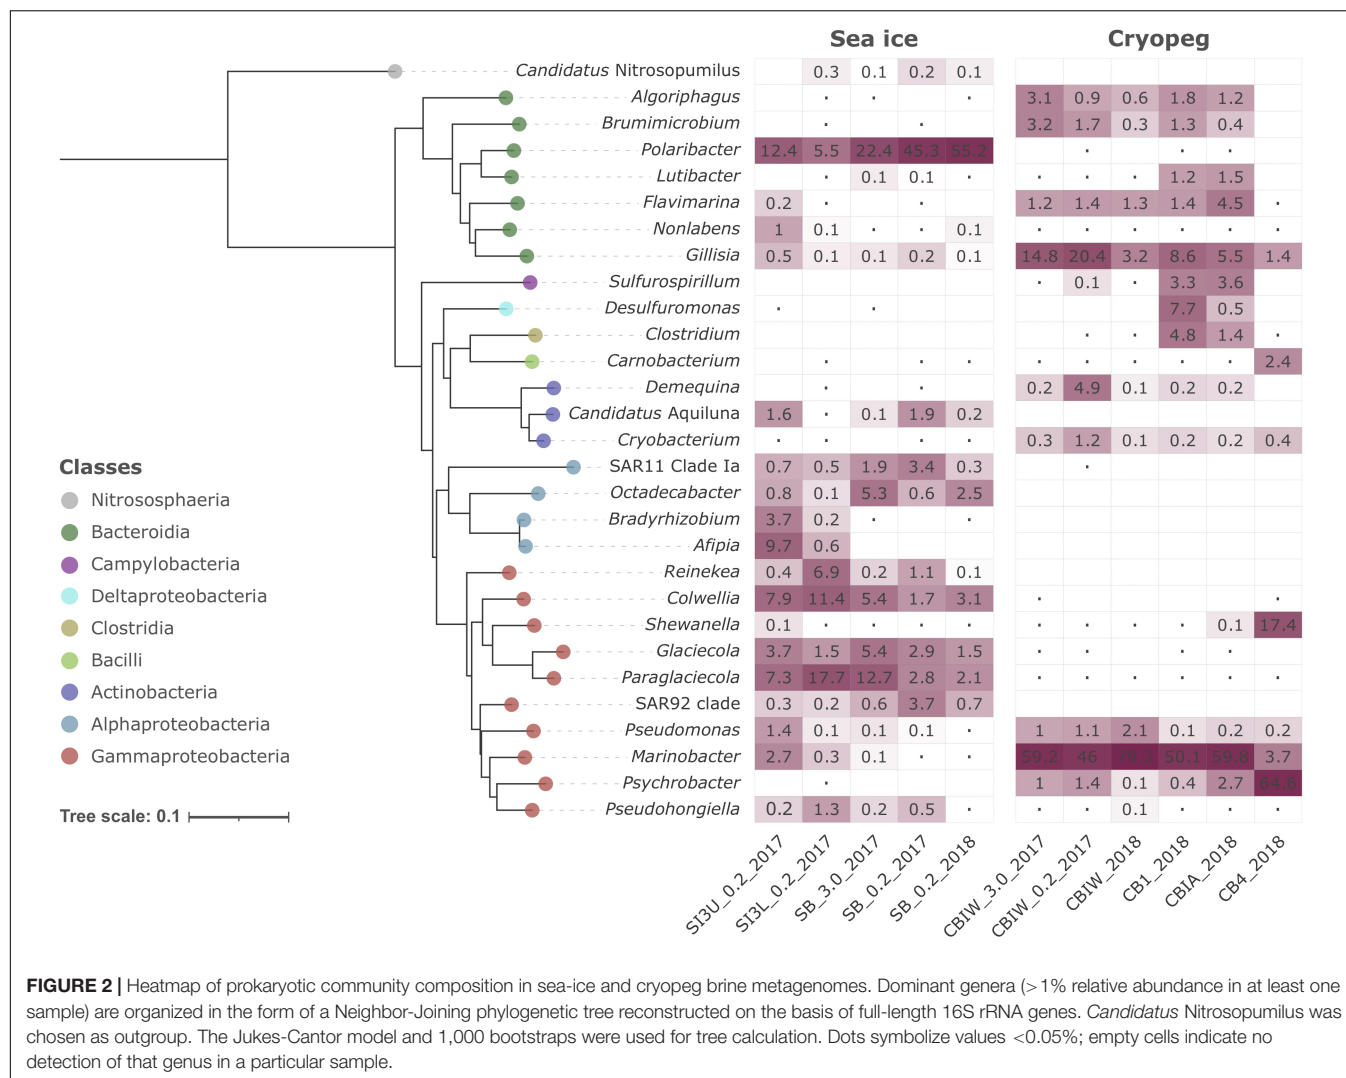 Sea ice Cryopeg
Candidatus Nitrosopumilus 0.3 0.1 0.2 0.1
Algoriphagus · · · 3.1 0.9 0.6 1.8 1.2
Brumimicrobium · · 3.2 1.7 0.3 1.3 0.4
Polaribacter 12.4 5.5 22.4 45.3 55.2 · · ·
Lutibacter · 0.1 0.1 · · · · 1.2 1.5
Flavimarina 0.2 · · 1.2 1.4 1.3 1.4 4.5 ·
Nonlabens 1 0.1 · · 0.1 · · · · · ·
Gillisia 0.5 0.1 0.1 0.2 0.1 14.8 20.4 3.2 8.6 5.5 1.4
Sulfurospirillum · 0.1 · 3.3 3.6
Desulfuromonas · · 7.7 0.5
Clostridium · · 4.8 1.4 ·
Carnobacterium · · · · · · · · 2.4
Demequina · · 0.2 4.9 0.1 0.2 0.2
Candidatus Aquiluna 1.6 · 0.1 1.9 0.2
Cryobacterium · · · · 0.3 1.2 0.1 0.2 0.2 0.4
SAR11 Clade Ia 0.7 0.5 1.9 3.4 0.3 ·
Octadecabacter 0.8 0.1 5.3 0.6 2.5
Bradyrhizobium 3.7 0.2 · ·
Afipia 9.7 0.6
Reinekea 0.4 6.9 0.2 1.1 0.1
Colwellia 7.9 11.4 5.4 1.7 3.1 · ·
Shewanella 0.1 · · · · · · · · 0.1 17.4
Glaciecola 3.7 1.5 5.4 2.9 1.5 · · · · ·
Paraglaciecola 7.3 17.7 12.7 2.8 2.1 · · · · · ·
SAR92 clade 0.3 0.2 0.6 3.7 0.7
Pseudomonas 1.4 0.1 0.1 0.1 · 1 1.1 2.1 0.1 0.2 0.2
Marinobacter 2.7 0.3 0.1 · · 59.2 46 50.1 59.8 3.7
Psychrobacter · 1 1.4 0.1 0.4 2.7 64.6
Pseudohongiella 0.2 1.3 0.2 0.5 · · · 0.1 · · ·
SI3U_0.2_2017 SI3L_0.2_2017 SB_3.0_2017 SB_0.2_2017 SB_0.2_2018 CBIW_3.0_2017 CBIW_0.2_2017 CBIW_2018 CB1_2018 CBIA_2018 CB4_2018
Classes
Nitrososphaeria
Bacteroidia
Campylobacteria
Deltaproteobacteria
Clostridia
Bacilli
Actinobacteria
Alphaproteobacteria
Gammaproteobacteria
Tree scale: 0.1
FIGURE 2 | Heatmap of prokaryotic community composition in sea-ice and cryopeg brine metagenomes. Dominant genera (>1% relative abundance in at least one
sample) are organized in the form of a Neighbor-Joining phylogenetic tree reconstructed on the basis of full-length 16S rRNA genes. Candidatus Nitrosopumilus was
chosen as outgroup. The Jukes-Cantor model and 1,000 bootstraps were used for tree calculation. Dots symbolize values <0.05%; empty cells indicate no
detection of that genus in a particular sample.